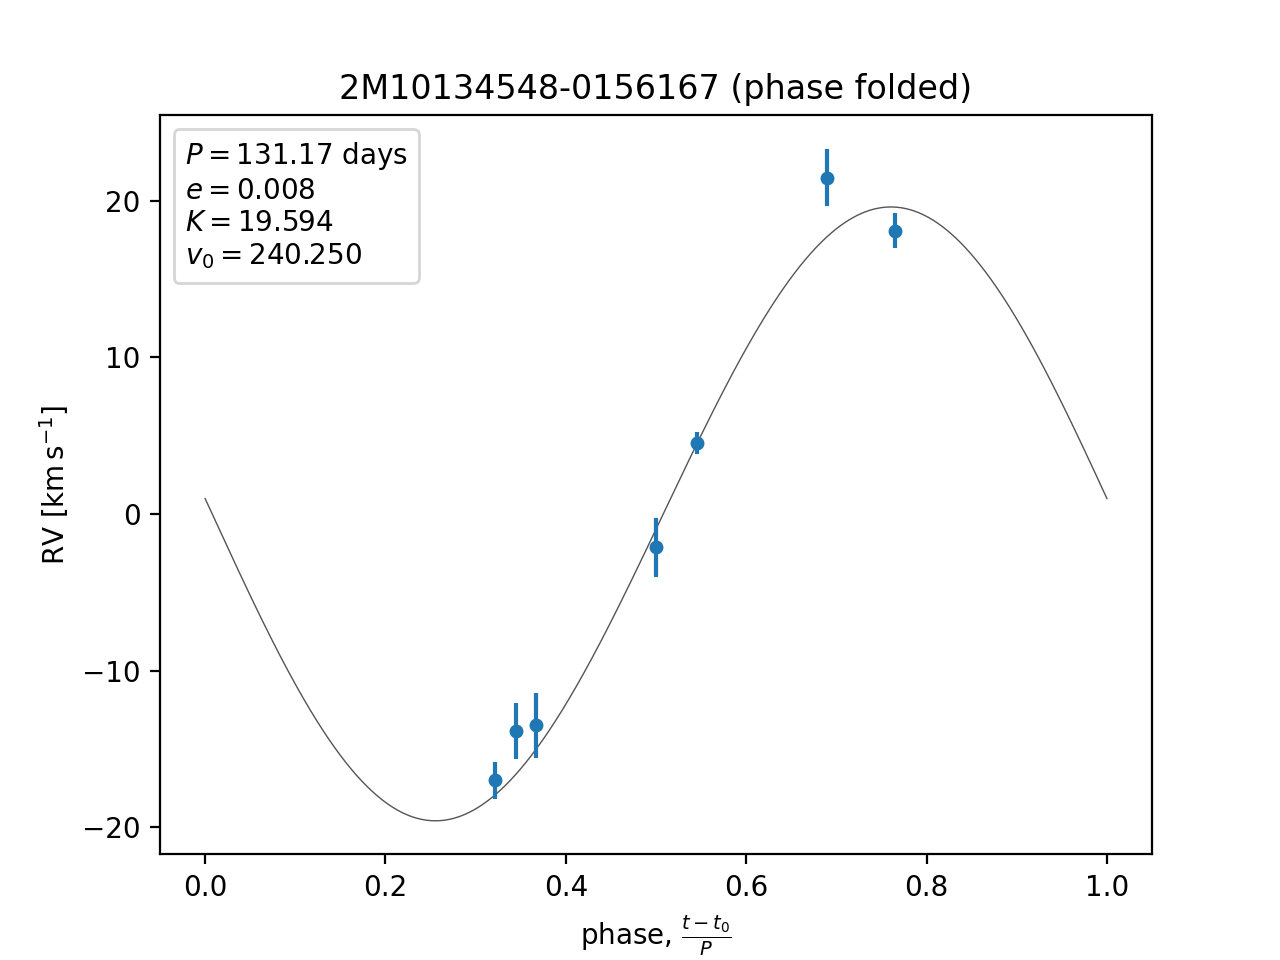 2M10134548-0156167 (phase folded)
P = 131.17 days
e = 0.008
K = 19.594
v₀ = 240.250
20
10
0
−10
−20
RV [km s⁻¹]
0.0 0.2 0.4 0.6 0.8 1.0
phase, (t − t₀)/P